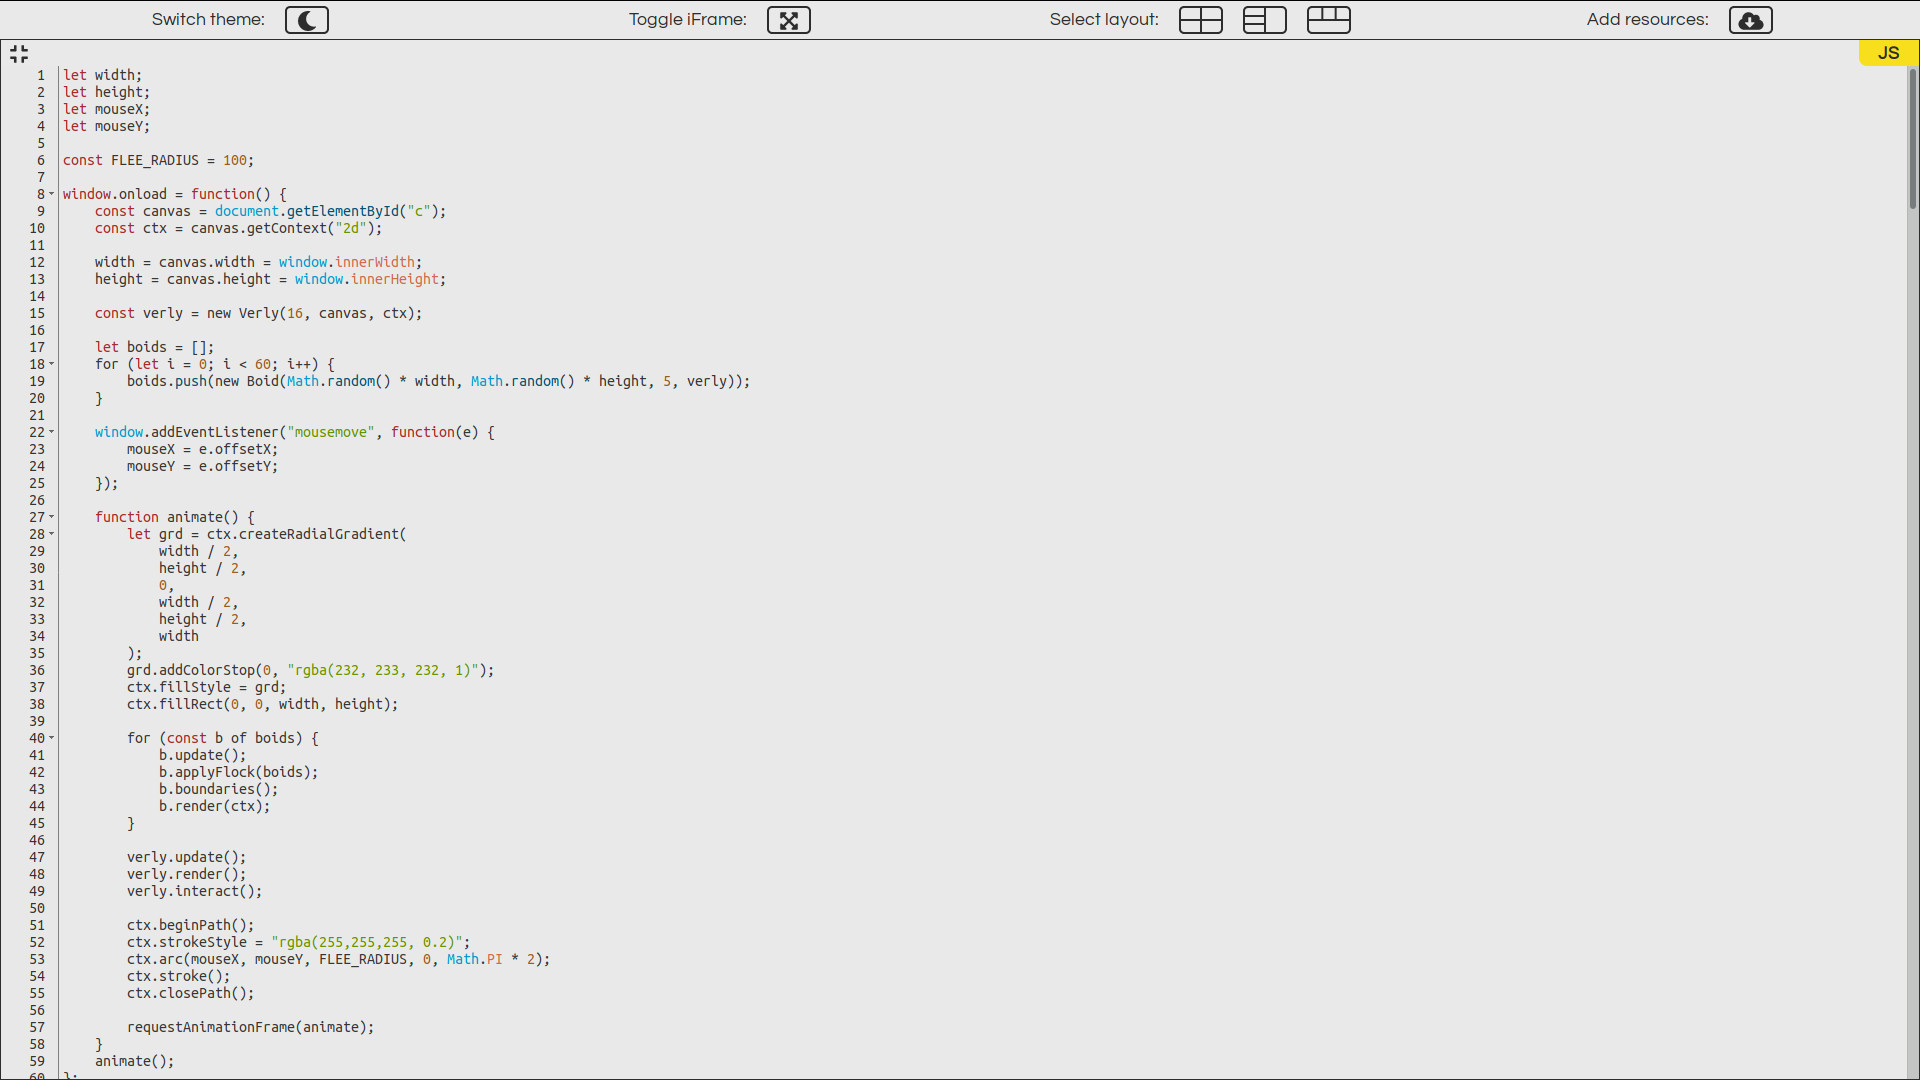 Switch theme: Toggle iFrame: Select layout: Add resources:
JS
1 let width;
2 let height;
3 let mouseX;
4 let mouseY;
5
6 const FLEE_RADIUS = 100;
7
8 window.onload = function() {
9     const canvas = document.getElementById("c");
10     const ctx = canvas.getContext("2d");
11
12     width = canvas.width = window.innerWidth;
13     height = canvas.height = window.innerHeight;
14
15     const verly = new Verly(16, canvas, ctx);
16
17     let boids = [];
18     for (let i = 0; i < 60; i++) {
19         boids.push(new Boid(Math.random() * width, Math.random() * height, 5, verly));
20     }
21
22     window.addEventListener("mousemove", function(e) {
23         mouseX = e.offsetX;
24         mouseY = e.offsetY;
25     });
26
27     function animate() {
28         let grd = ctx.createRadialGradient(
29             width / 2,
30             height / 2,
31             0,
32             width / 2,
33             height / 2,
34             width
35         );
36         grd.addColorStop(0, "rgba(232, 233, 232, 1)");
37         ctx.fillStyle = grd;
38         ctx.fillRect(0, 0, width, height);
39
40         for (const b of boids) {
41             b.update();
42             b.applyFlock(boids);
43             b.boundaries();
44             b.render(ctx);
45         }
46
47         verly.update();
48         verly.render();
49         verly.interact();
50
51         ctx.beginPath();
52         ctx.strokeStyle = "rgba(255,255,255, 0.2)";
53         ctx.arc(mouseX, mouseY, FLEE_RADIUS, 0, Math.PI * 2);
54         ctx.stroke();
55         ctx.closePath();
56
57         requestAnimationFrame(animate);
58     }
59     animate();
60 };